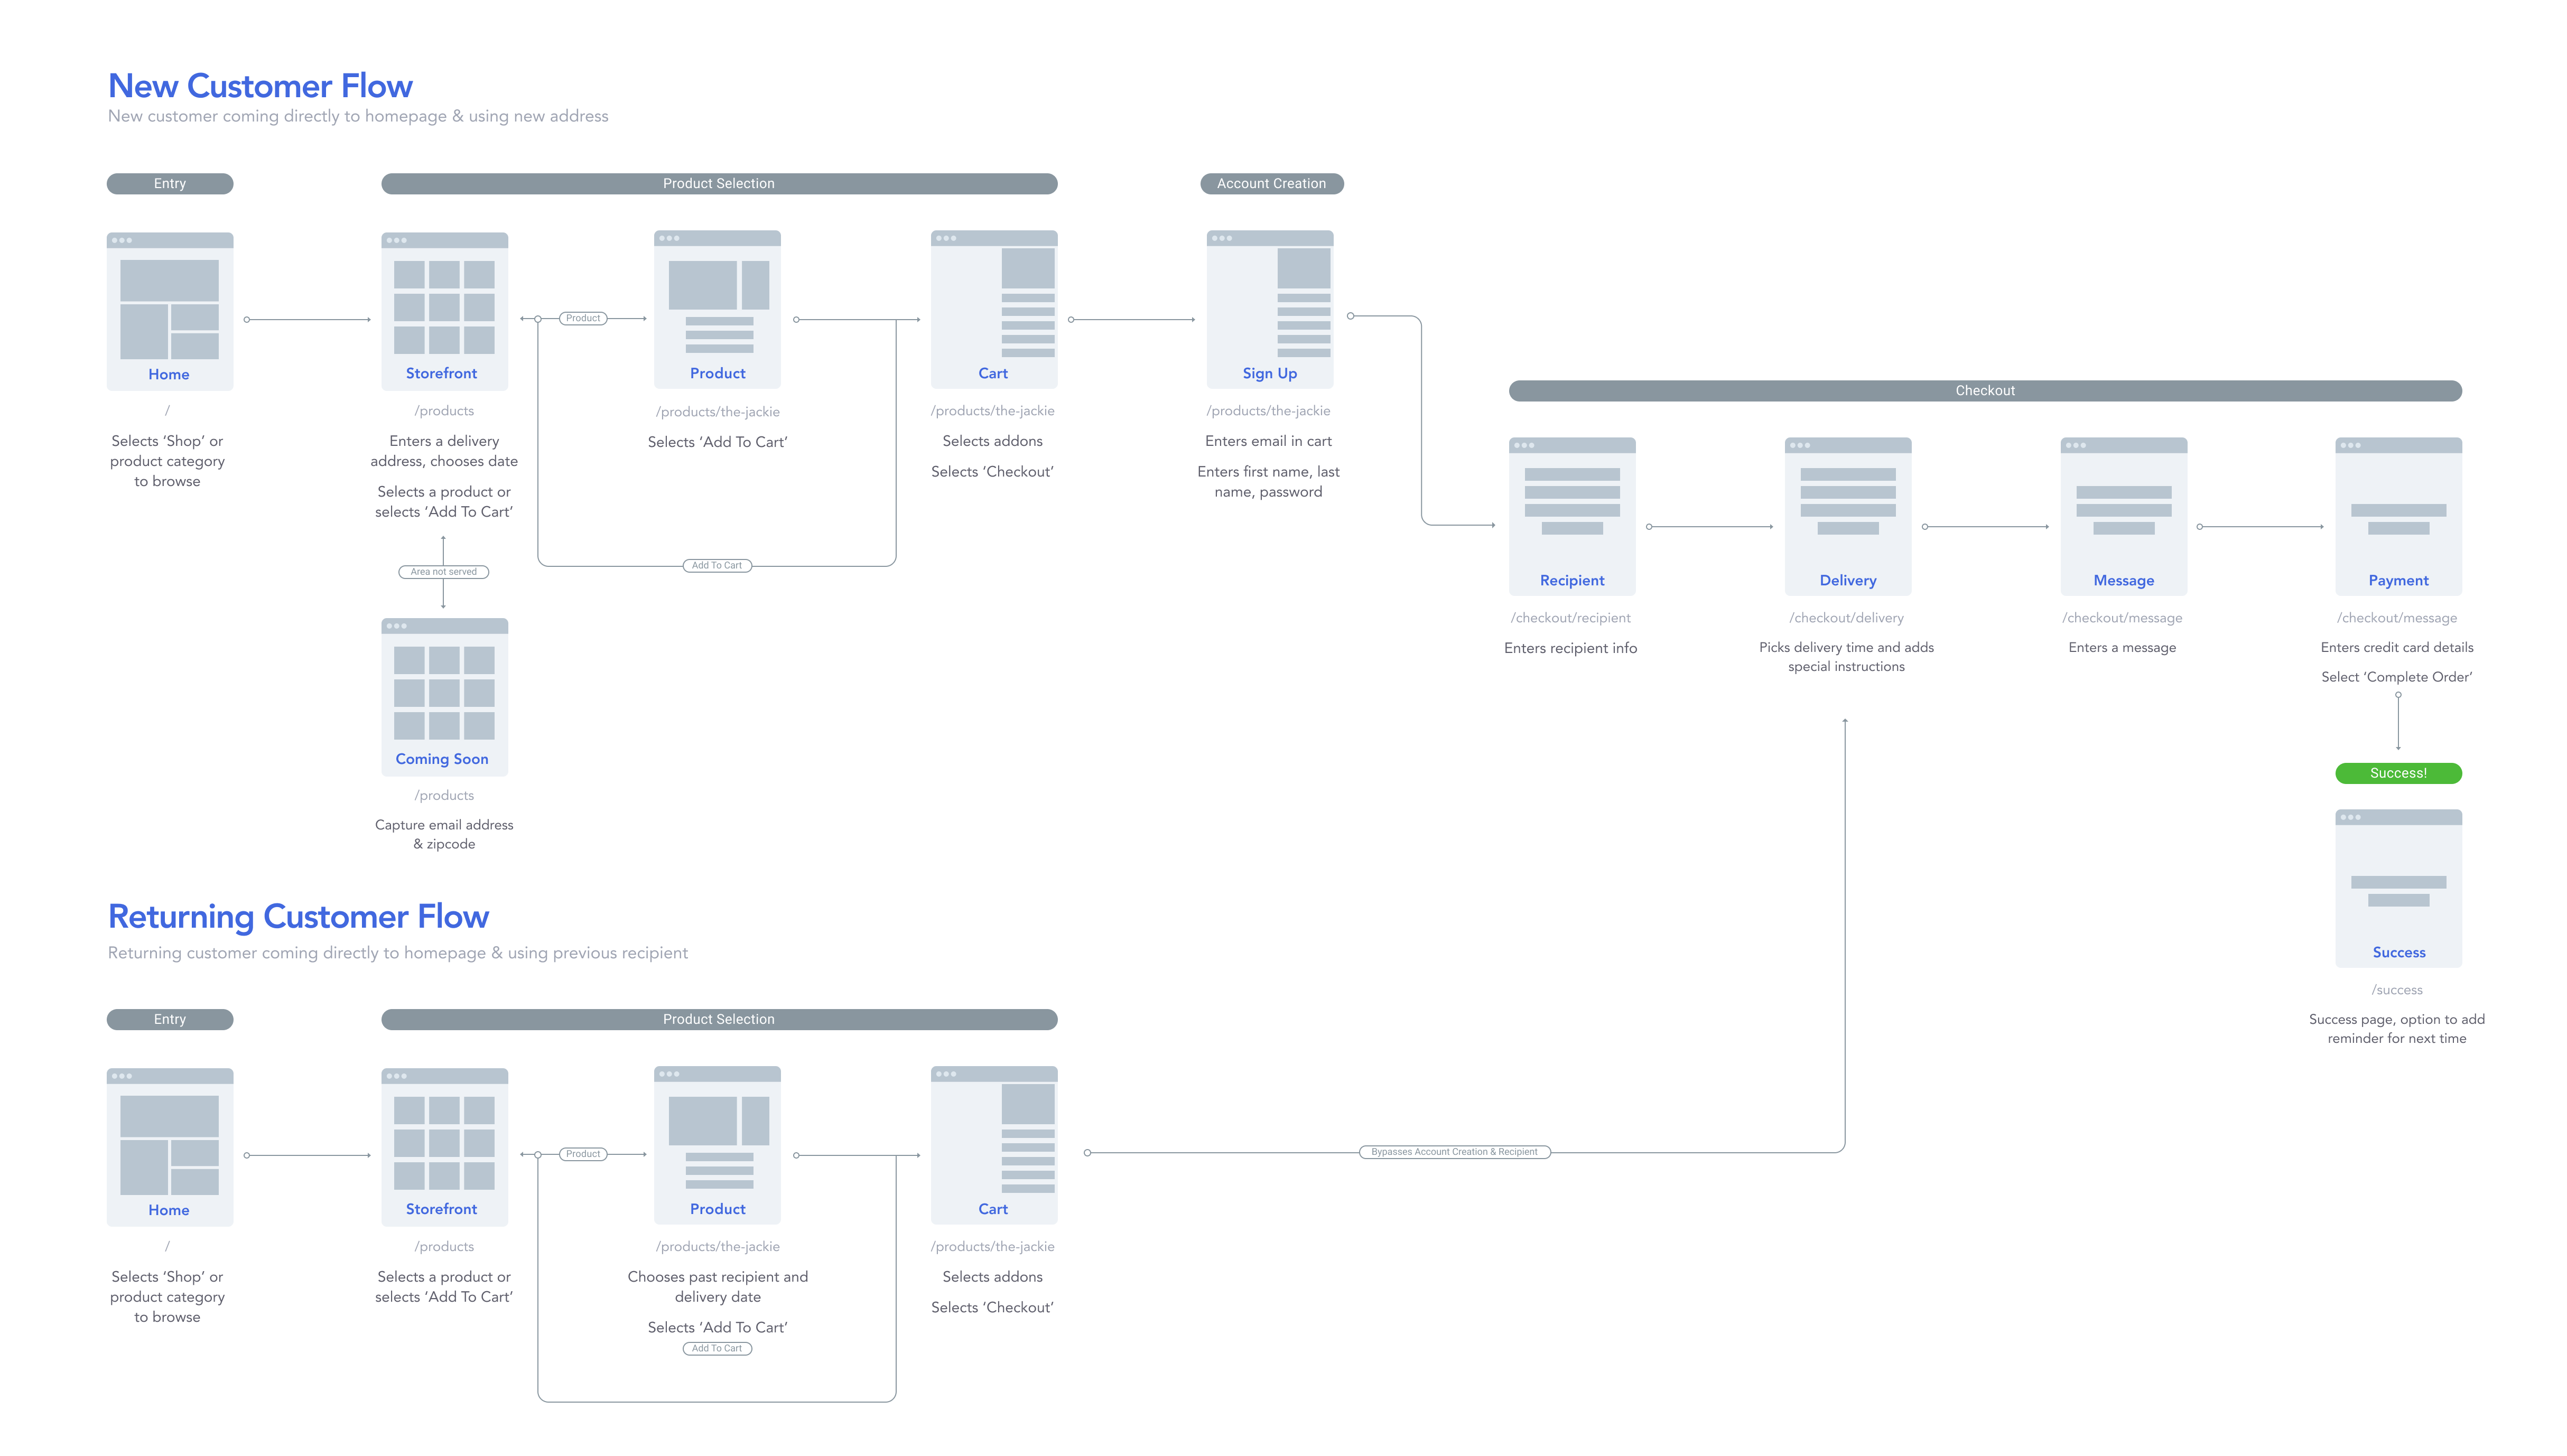 New Customer Flow
New customer coming directly to homepage & using new address
Entry
Product Selection
Account Creation
Home
/
Selects ‘Shop’ or
product category
to browse
Storefront
/products
Enters a delivery
address, chooses date
Selects a product or
selects ‘Add To Cart’
Product
Product
/products/the-jackie
Selects ‘Add To Cart’
Add To Cart
Cart
/products/the-jackie
Selects addons
Selects ‘Checkout’
Sign Up
/products/the-jackie
Enters email in cart
Enters first name, last
name, password
Area not served
Coming Soon
/products
Capture email address
& zipcode
Checkout
Recipient
/checkout/recipient
Enters recipient info
Delivery
/checkout/delivery
Picks delivery time and adds
special instructions
Message
/checkout/message
Enters a message
Payment
/checkout/message
Enters credit card details
Select ‘Complete Order’
Success!
Success
/success
Success page, option to add
reminder for next time
Returning Customer Flow
Returning customer coming directly to homepage & using previous recipient
Entry
Product Selection
Home
/
Selects ‘Shop’ or
product category
to browse
Storefront
/products
Selects a product or
selects ‘Add To Cart’
Product
Product
/products/the-jackie
Chooses past recipient and
delivery date
Selects ‘Add To Cart’
Add To Cart
Cart
/products/the-jackie
Selects addons
Selects ‘Checkout’
Bypasses Account Creation & Recipient